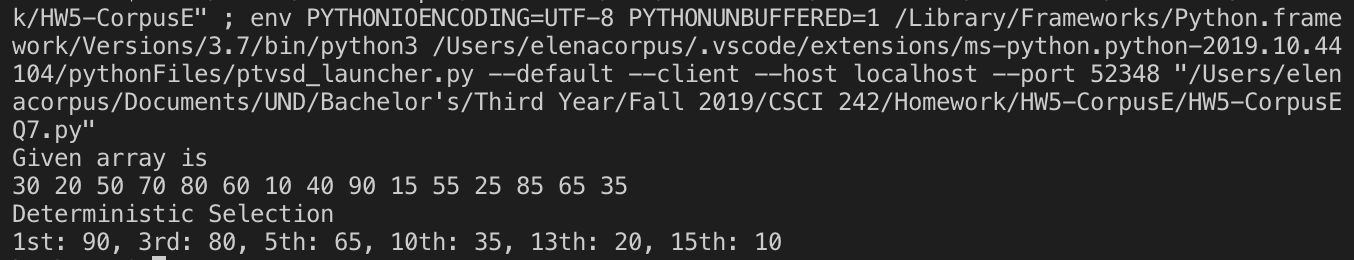 k/HW5-CorpusE" ; env PYTHONIOENCODING=UTF-8 PYTHONUNBUFFERED=1 /Library/Frameworks/Python.frame
work/Versions/3.7/bin/python3 /Users/elenacorpus/.vscode/extensions/ms-python.python-2019.10.44
104/pythonFiles/ptvsd_launcher.py --default --client --host localhost --port 52348 "/Users/elen
acorpus/Documents/UND/Bachelor's/Third Year/Fall 2019/CSCI 242/Homework/HW5-CorpusE/HW5-CorpusE
Q7.py"
Given array is
30 20 50 70 80 60 10 40 90 15 55 25 85 65 35
Deterministic Selection
1st: 90, 3rd: 80, 5th: 65, 10th: 35, 13th: 20, 15th: 10